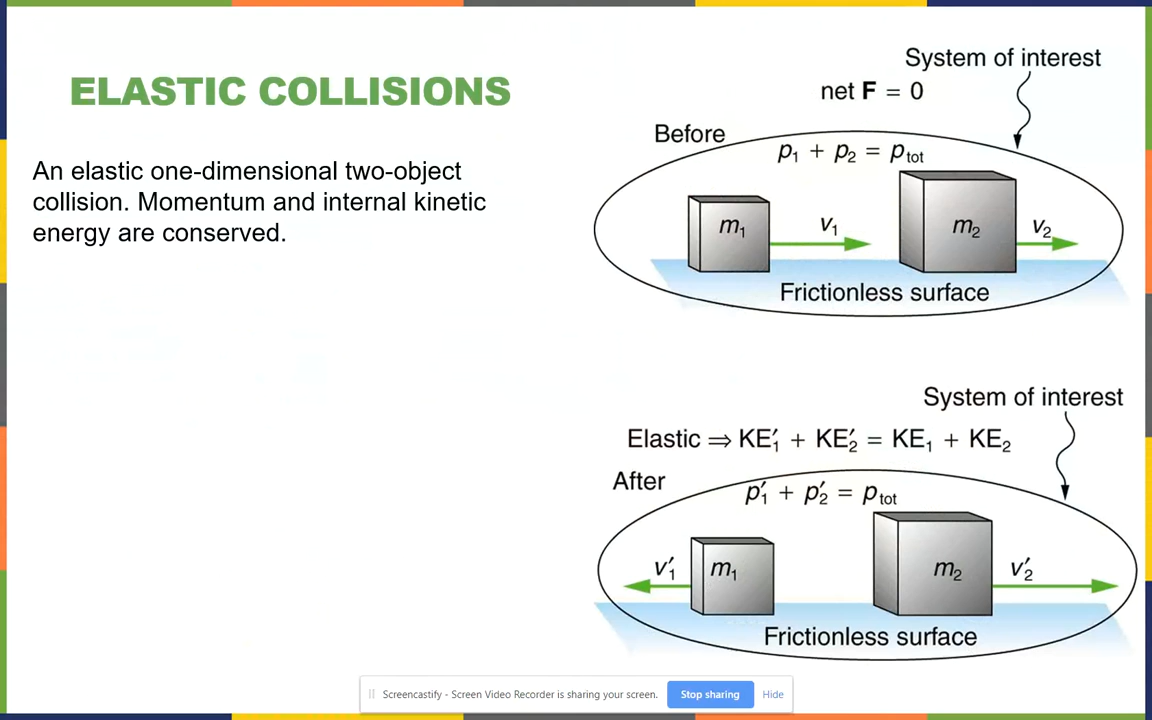 ELASTIC COLLISIONS
An elastic one-dimensional two-object
collision. Momentum and internal kinetic
energy are conserved.
System of interest
net F = 0
Before
p₁ + p₂ = p_tot
m₁
v₁
m₂
v₂
Frictionless surface
System of interest
Elastic ⇒ KE′₁ + KE′₂ = KE₁ + KE₂
After
p′₁ + p′₂ = p_tot
v′₁
m₁
m₂
v′₂
Frictionless surface
Screencastify - Screen Video Recorder is sharing your screen.
Stop sharing
Hide